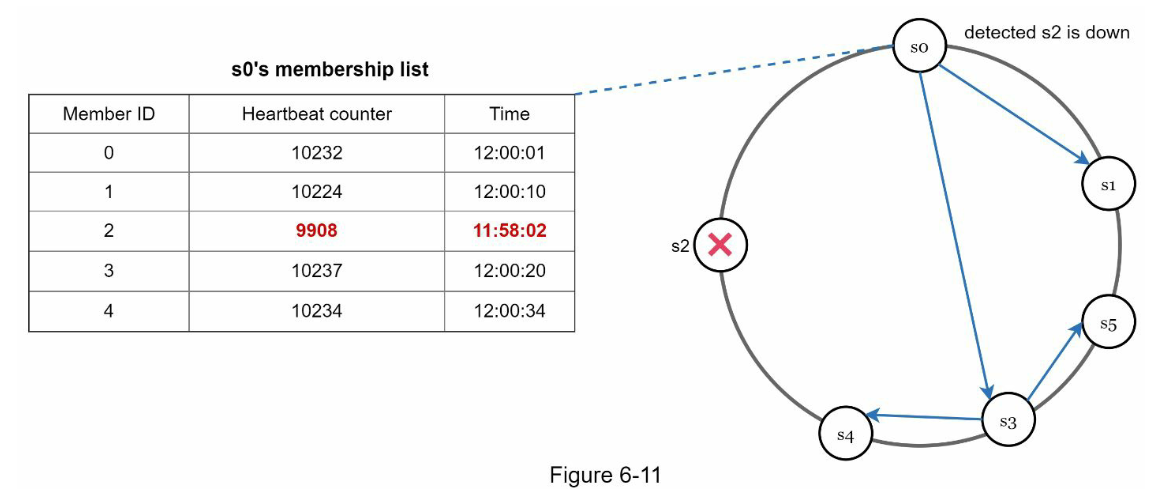 s0's membership list
Member ID Heartbeat counter Time
0 10232 12:00:01
1 10224 12:00:10
2 9908 11:58:02
3 10237 12:00:20
4 10234 12:00:34
s0
detected s2 is down
s1
s2
s5
s3
s4
Figure 6-11